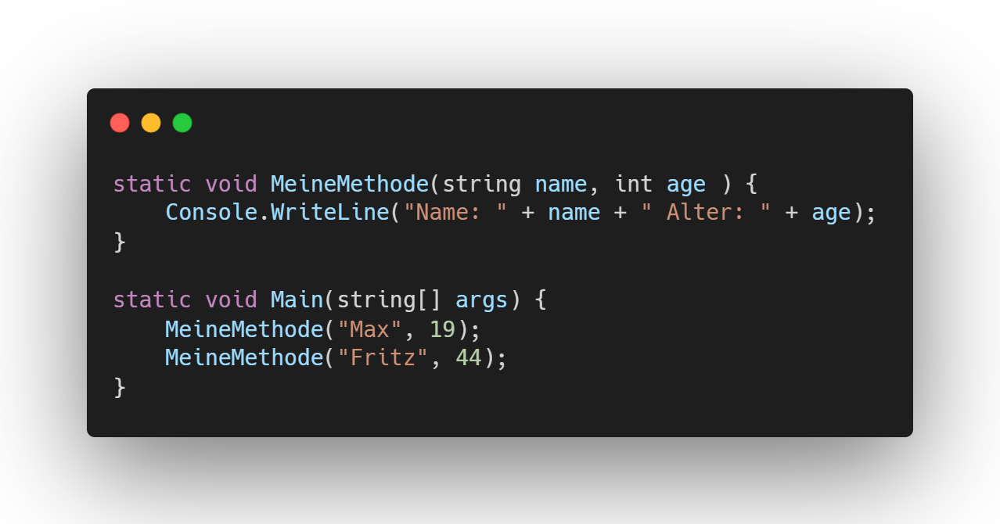 static void MeineMethode(string name, int age ) {
    Console.WriteLine("Name: " + name + " Alter: " + age);
}

static void Main(string[] args) {
    MeineMethode("Max", 19);
    MeineMethode("Fritz", 44);
}